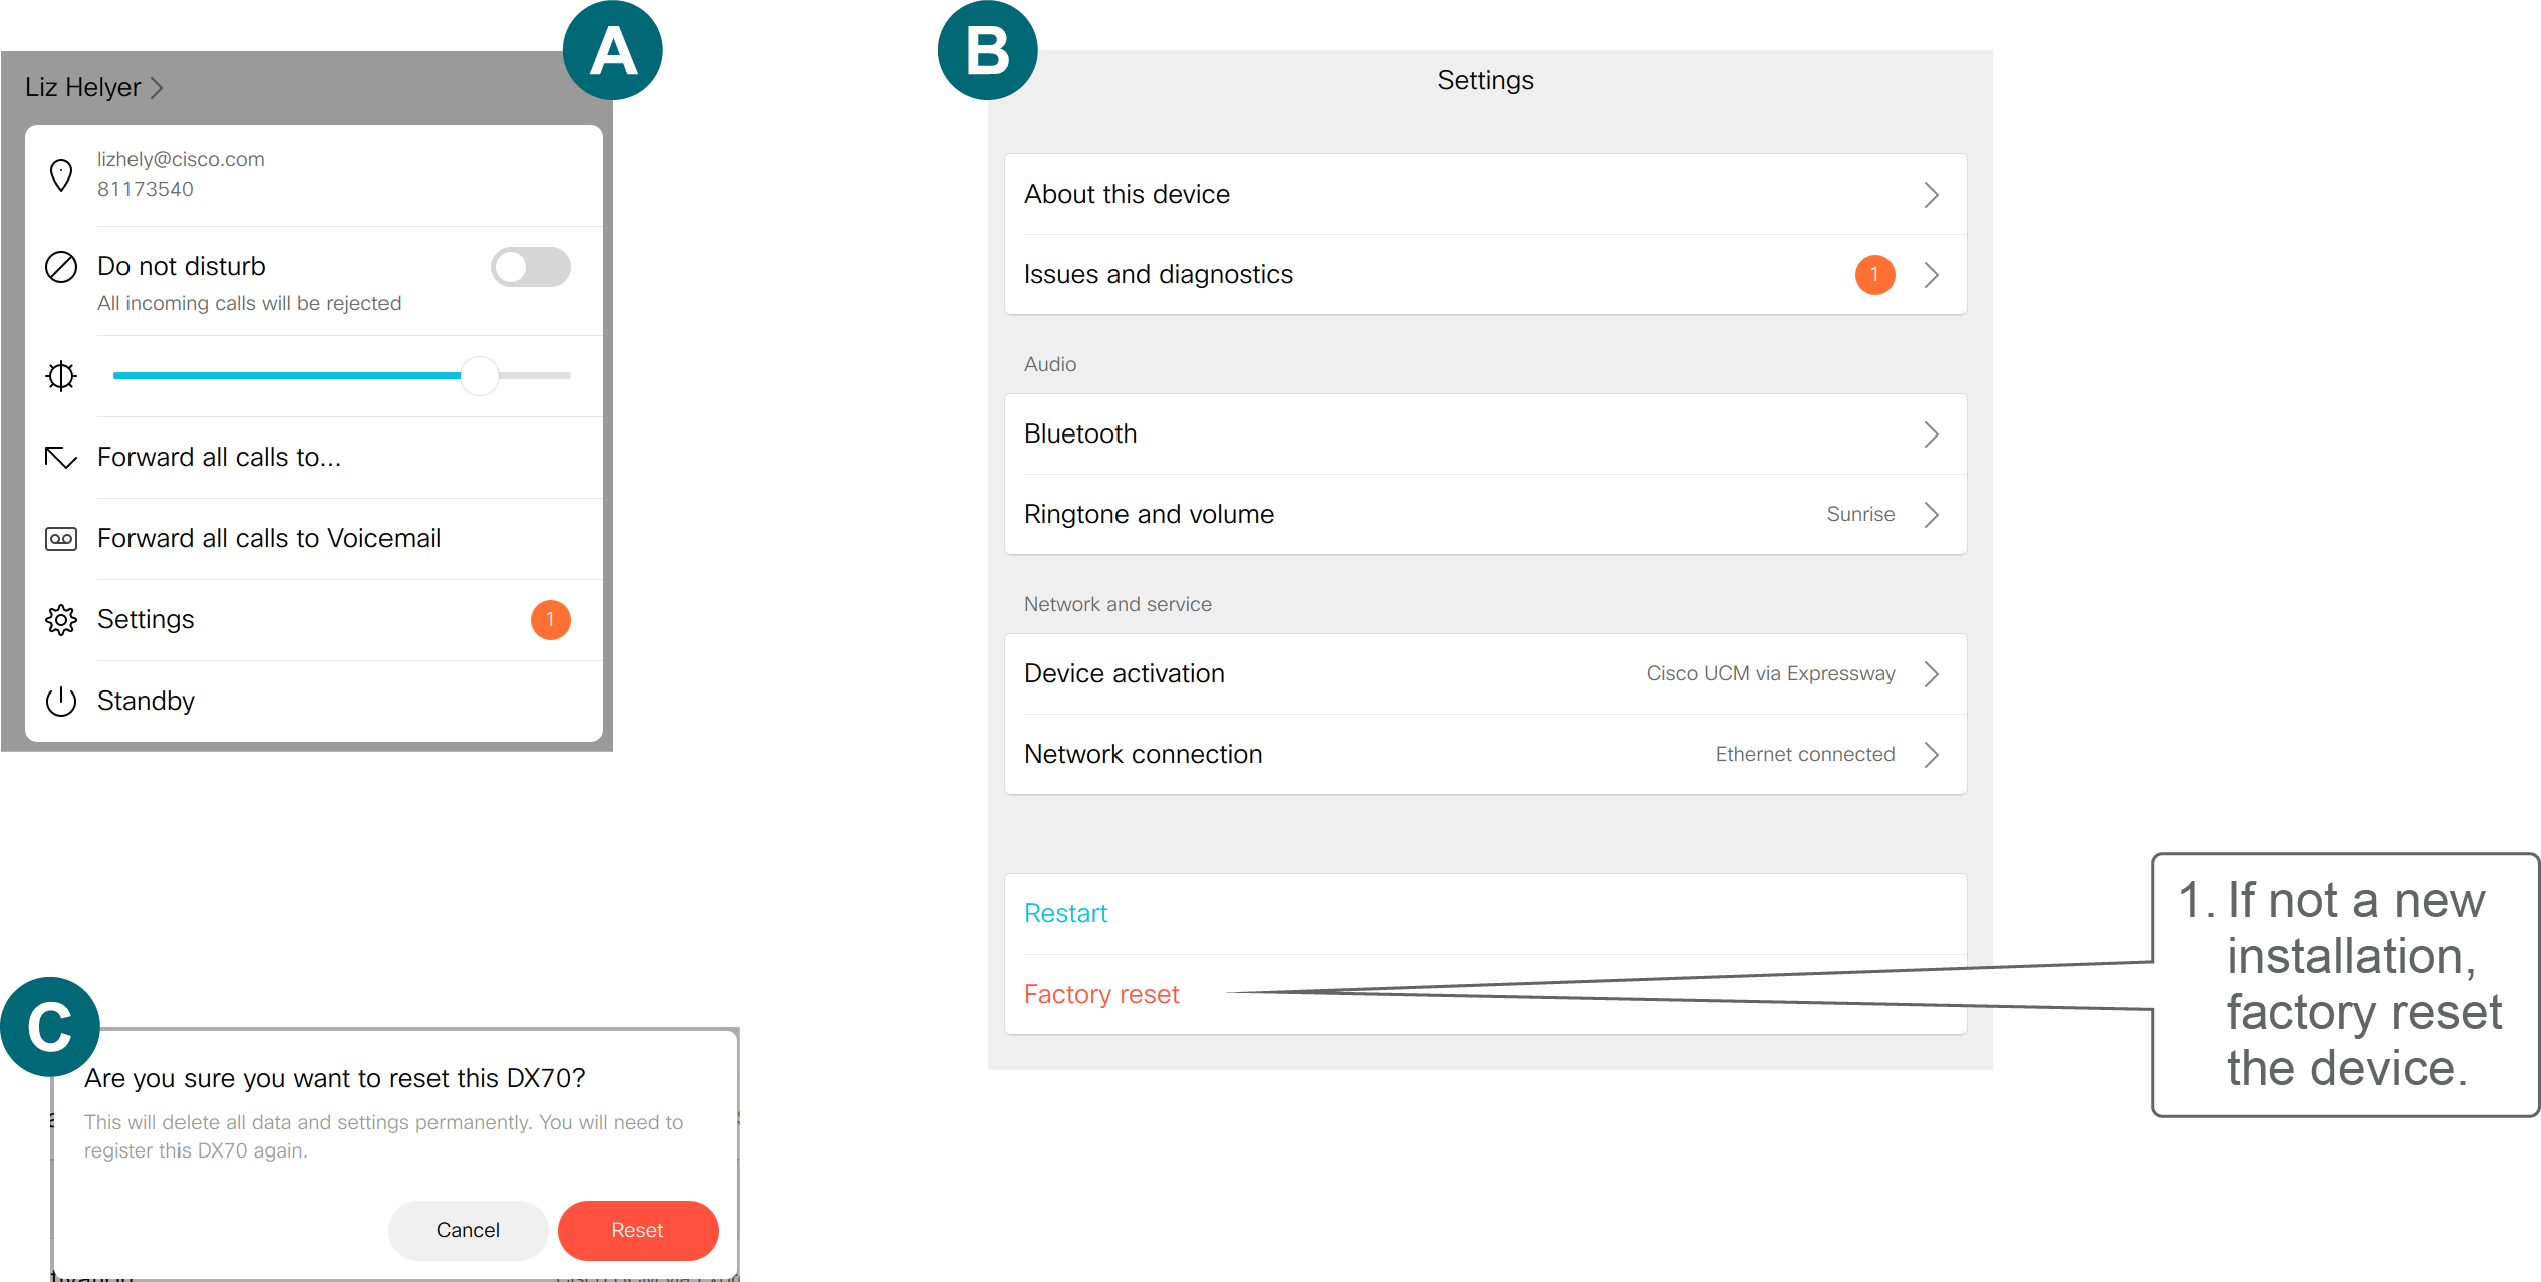 A
Liz Helyer
lizhely@cisco.com
81173540
Do not disturb
All incoming calls will be rejected
Forward all calls to...
Forward all calls to Voicemail
Settings 1
Standby
B
Settings
About this device
Issues and diagnostics 1
Audio
Bluetooth
Ringtone and volume Sunrise
Network and service
Device activation Cisco UCM via Expressway
Network connection Ethernet connected
Restart
Factory reset
1. If not a new
installation,
factory reset
the device.
C
Are you sure you want to reset this DX70?
This will delete all data and settings permanently. You will need to
register this DX70 again.
Cancel Reset